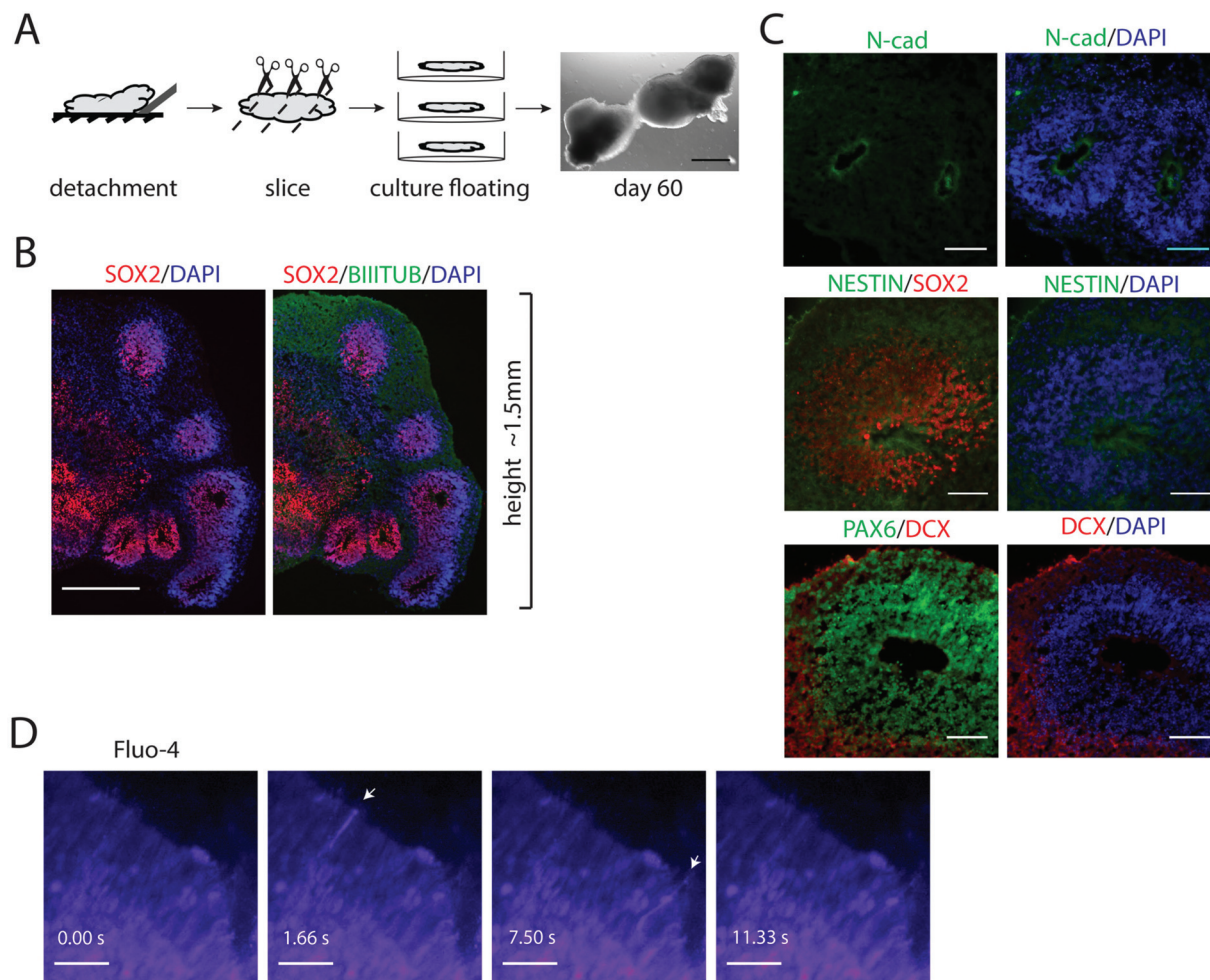 A
detachment
slice
culture floating
day 60
B
SOX2/DAPI
SOX2/BIIITUB/DAPI
height ~1.5mm
C
N-cad
N-cad/DAPI
NESTIN/SOX2
NESTIN/DAPI
PAX6/DCX
DCX/DAPI
D
Fluo-4
0.00 s
1.66 s
7.50 s
11.33 s